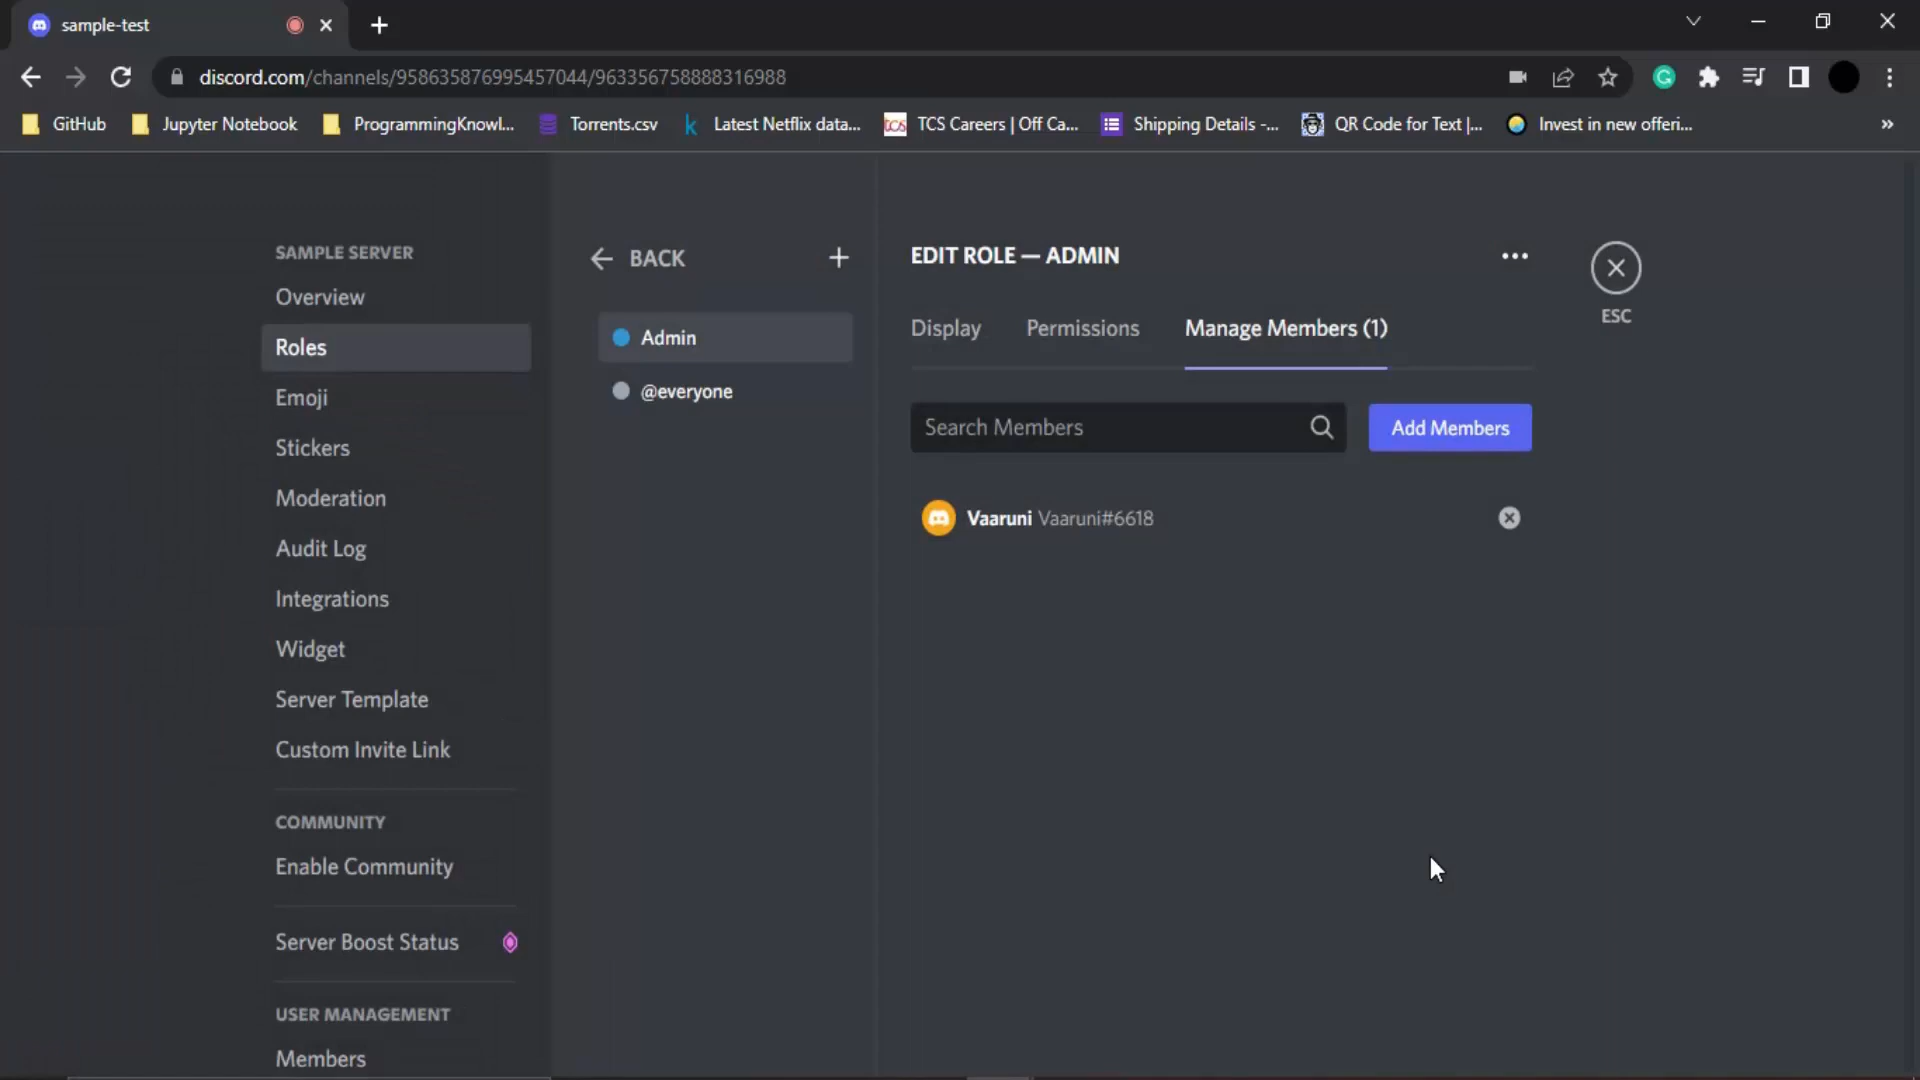 sample-test
discord.com/channels/958635876995457044/963356758888316988
GitHub
Jupyter Notebook
ProgrammingKnowl...
Torrents.csv
Latest Netflix data...
TCS Careers | Off Ca...
Shipping Details -...
QR Code for Text |...
Invest in new offeri...
»
SAMPLE SERVER
Overview
Roles
Emoji
Stickers
Moderation
Audit Log
Integrations
Widget
Server Template
Custom Invite Link
COMMUNITY
Enable Community
Server Boost Status
USER MANAGEMENT
Members
BACK
Admin
@everyone
EDIT ROLE — ADMIN
ESC
Display
Permissions
Manage Members (1)
Search Members
Add Members
Vaaruni Vaaruni#6618